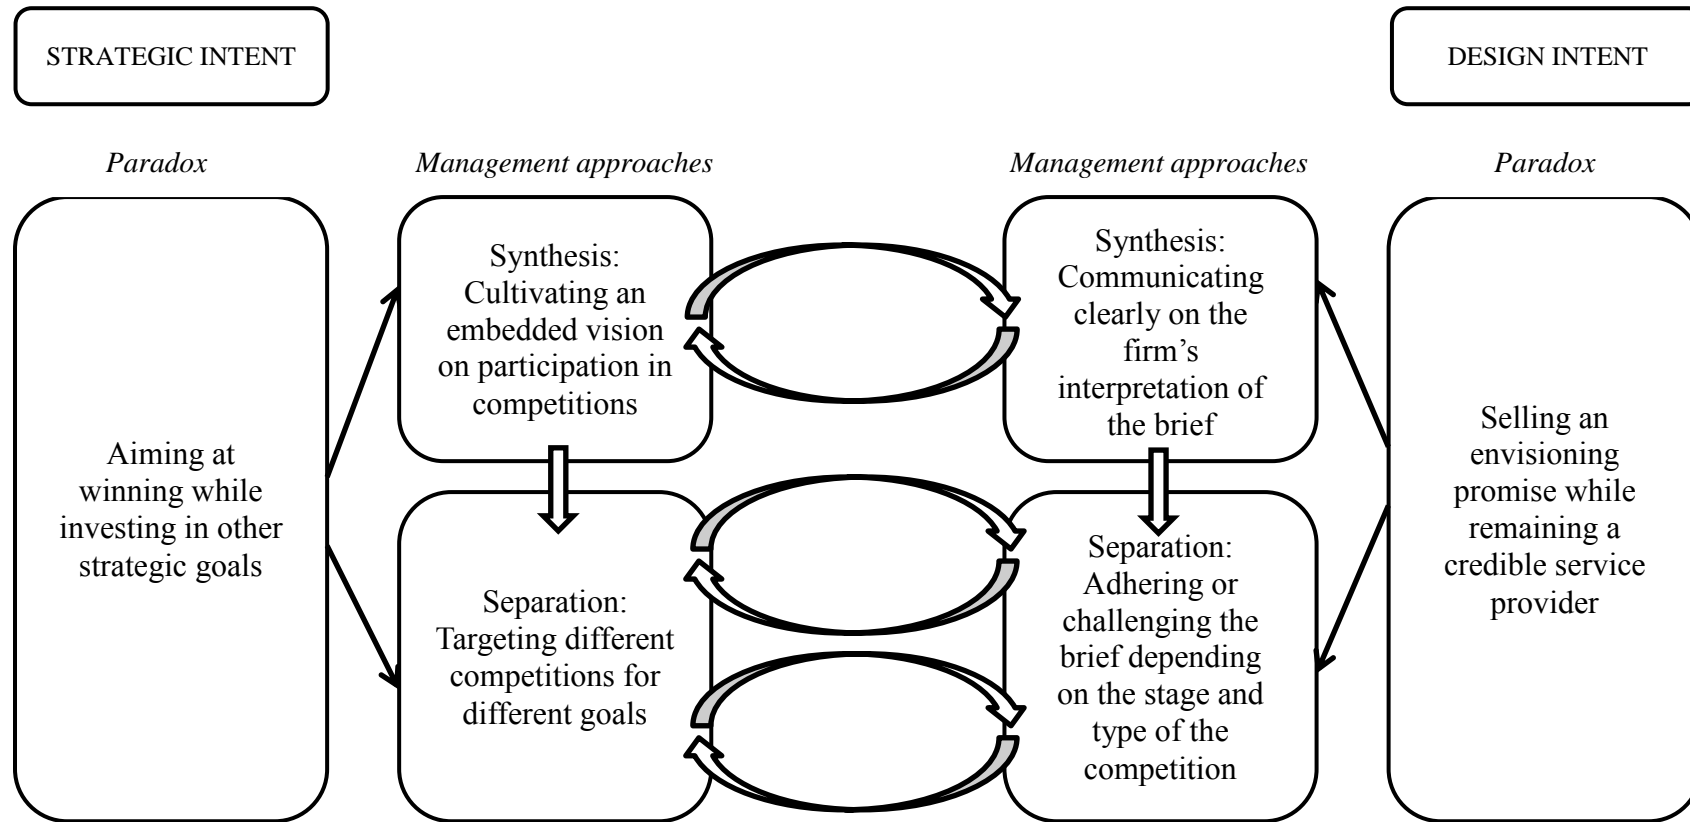 STRATEGIC INTENT
DESIGN INTENT
Paradox
Management approaches
Management approaches
Paradox
Aiming at
winning while
investing in other
strategic goals
Synthesis:
Cultivating an
embedded vision
on participation in
competitions
Separation:
Targeting different
competitions for
different goals
Synthesis:
Communicating
clearly on the
firm’s
interpretation of
the brief
Separation:
Adhering or
challenging the
brief depending
on the stage and
type of the
competition
Selling an
envisioning
promise while
remaining a
credible service
provider